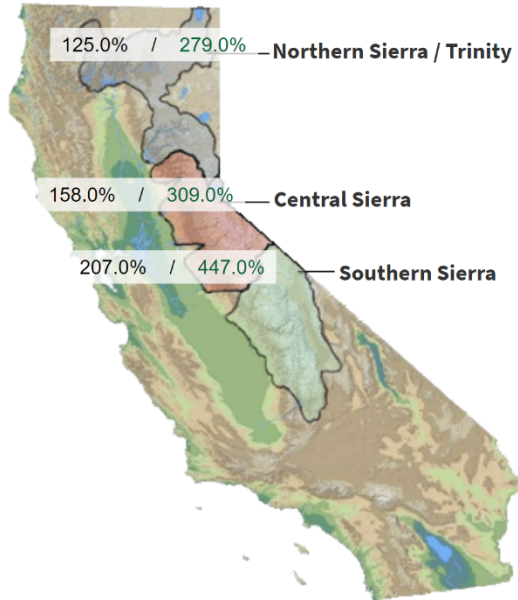 125.0% / 279.0% Northern Sierra / Trinity
158.0% / 309.0% Central Sierra
207.0% / 447.0% Southern Sierra